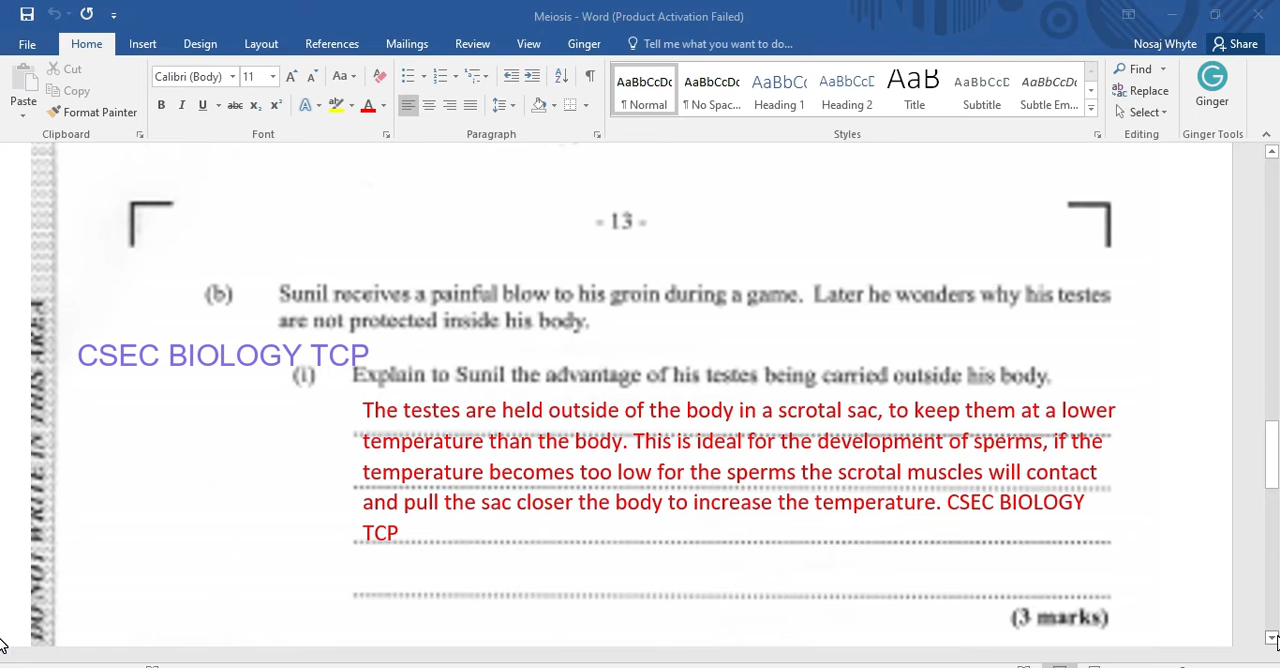 Meiosis - Word (Product Activation Failed)
File Home Insert Design Layout References Mailings Review View Ginger Tell me what you want to do... Nosaj Whyte Share
Paste Cut Copy Format Painter
Clipboard
Calibri (Body) 11
Font
Paragraph
AaBbCcDc ¶ Normal
AaBbCcDc ¶ No Spac...
AaBbCc Heading 1
AaBbCcC Heading 2
AaB Title
AaBbCcD Subtitle
AaBbCcDc Subtle Em...
Styles
Find
Replace
Select
Editing
Ginger
Ginger Tools
- 13 -
(b) Sunil receives a painful blow to his groin during a game. Later he wonders why his testes
are not protected inside his body.
CSEC BIOLOGY TCP
(i) Explain to Sunil the advantage of his testes being carried outside his body.
The testes are held outside of the body in a scrotal sac, to keep them at a lower
temperature than the body. This is ideal for the development of sperms, if the
temperature becomes too low for the sperms the scrotal muscles will contact
and pull the sac closer the body to increase the temperature. CSEC BIOLOGY
TCP
(3 marks)
DO NOT WRITE IN THIS AREA